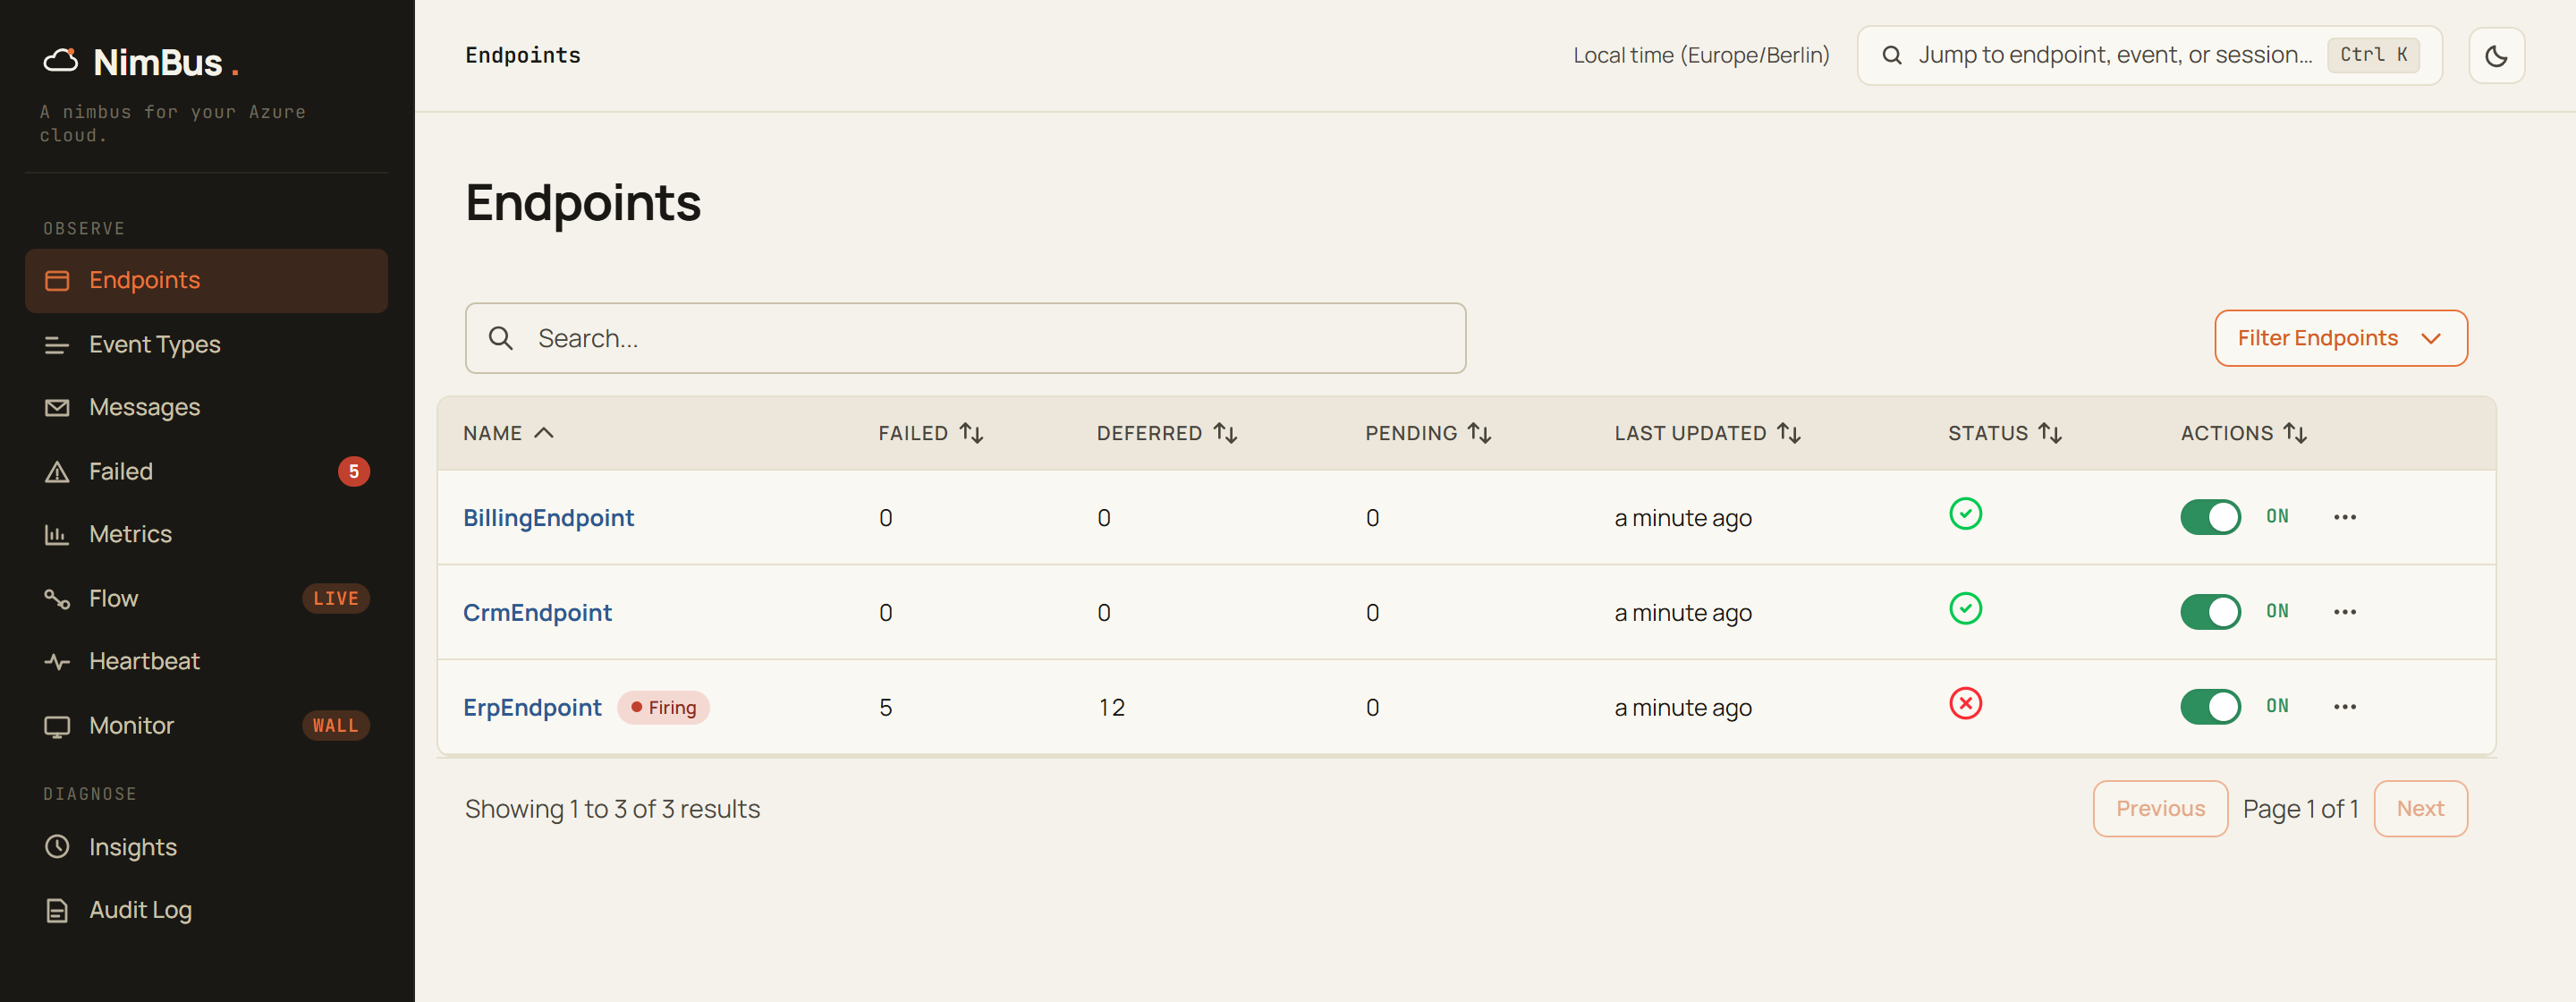 NimBus.
A nimbus for your Azure
cloud.
OBSERVE
Endpoints
Event Types
Messages
Failed 5
Metrics
Flow LIVE
Heartbeat
Monitor WALL
DIAGNOSE
Insights
Audit Log
Endpoints Local time (Europe/Berlin) Jump to endpoint, event, or session... Ctrl K
Endpoints
Search... Filter Endpoints
NAME FAILED DEFERRED PENDING LAST UPDATED STATUS ACTIONS
BillingEndpoint 0 0 0 a minute ago ON
CrmEndpoint 0 0 0 a minute ago ON
ErpEndpoint Firing 5 12 0 a minute ago ON
Showing 1 to 3 of 3 results Previous Page 1 of 1 Next